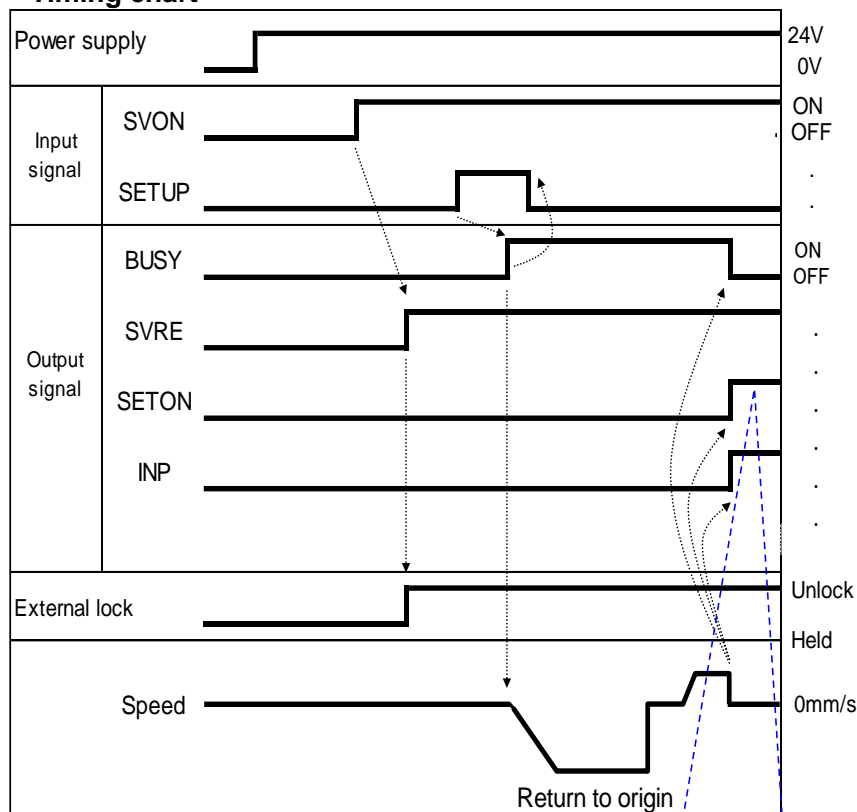 Timing chart
Power supply
24V
0V
Input
signal
SVON
ON
OFF
SETUP
Output
signal
BUSY
ON
OFF
SVRE
SETON
INP
External lock
Unlock
Held
Speed
0mm/s
Return to origin